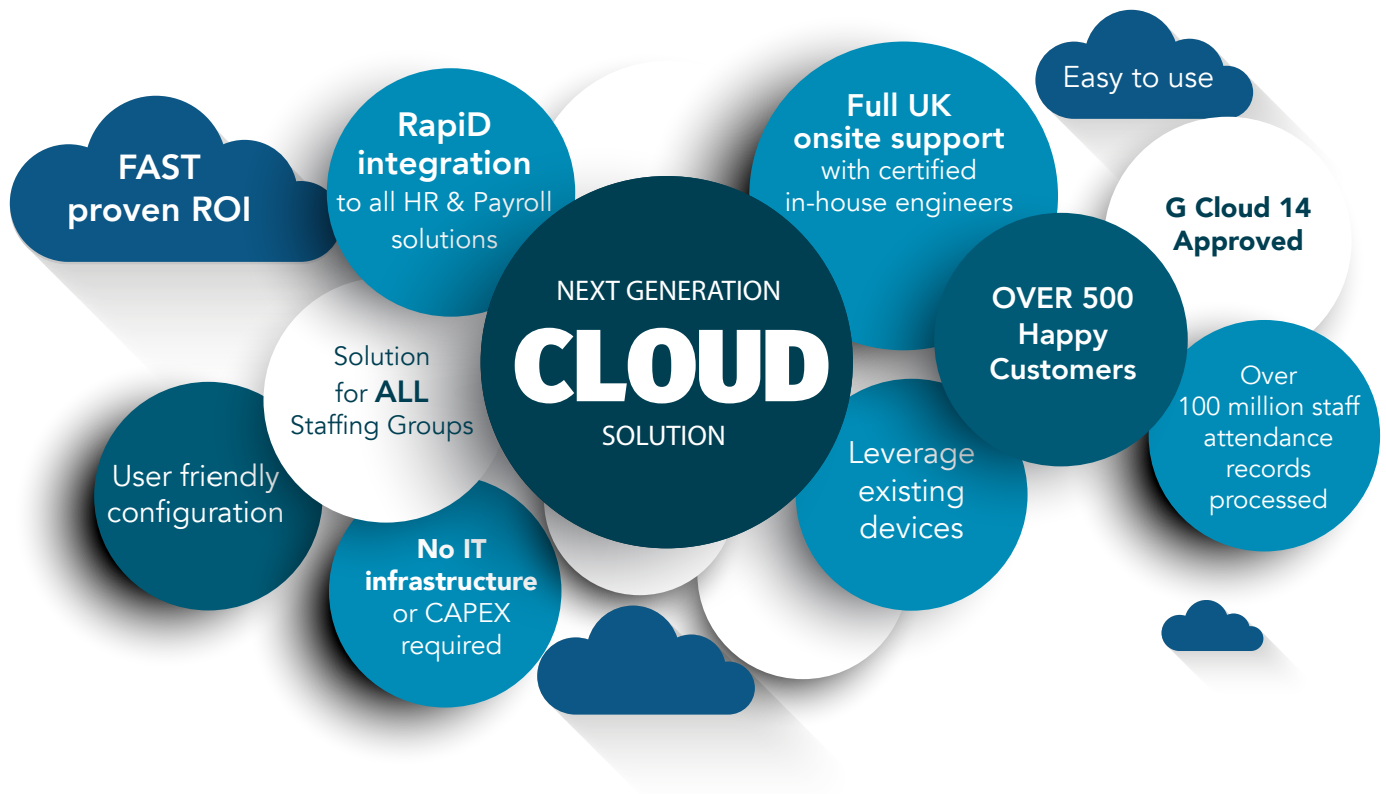 FAST
proven ROI
RapiD
integration
to all HR & Payroll
solutions
Full UK
onsite support
with certified
in-house engineers
Easy to use
G Cloud 14
Approved
NEXT GENERATION
CLOUD
SOLUTION
OVER 500
Happy
Customers
Solution
for ALL
Staffing Groups
Over
100 million staff
attendance
records
processed
User friendly
configuration
Leverage
existing
devices
No IT
infrastructure
or CAPEX
required